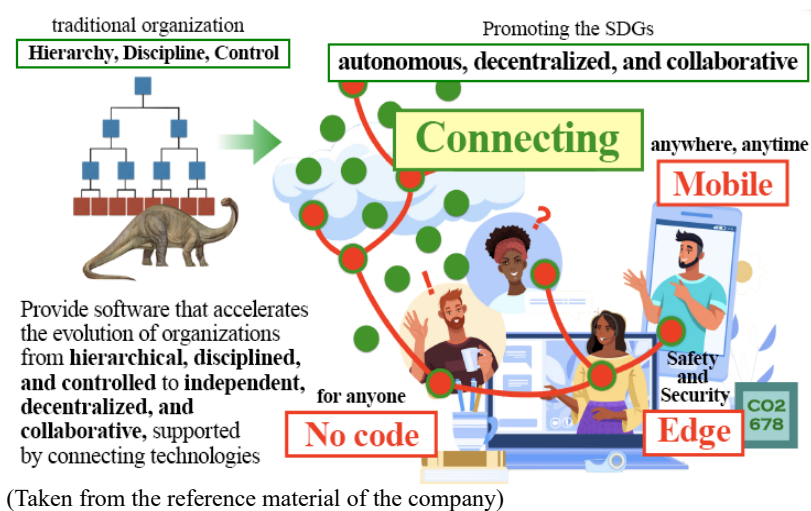 traditional organization
Hierarchy, Discipline, Control
Promoting the SDGs
autonomous, decentralized, and collaborative
Connecting
anywhere, anytime
Mobile
?
!
Provide software that accelerates
the evolution of organizations
from hierarchical, disciplined,
and controlled to independent,
decentralized, and
collaborative, supported
by connecting technologies
for anyone
No code
Safety
and
Security
Edge
CO2
678
(Taken from the reference material of the company)